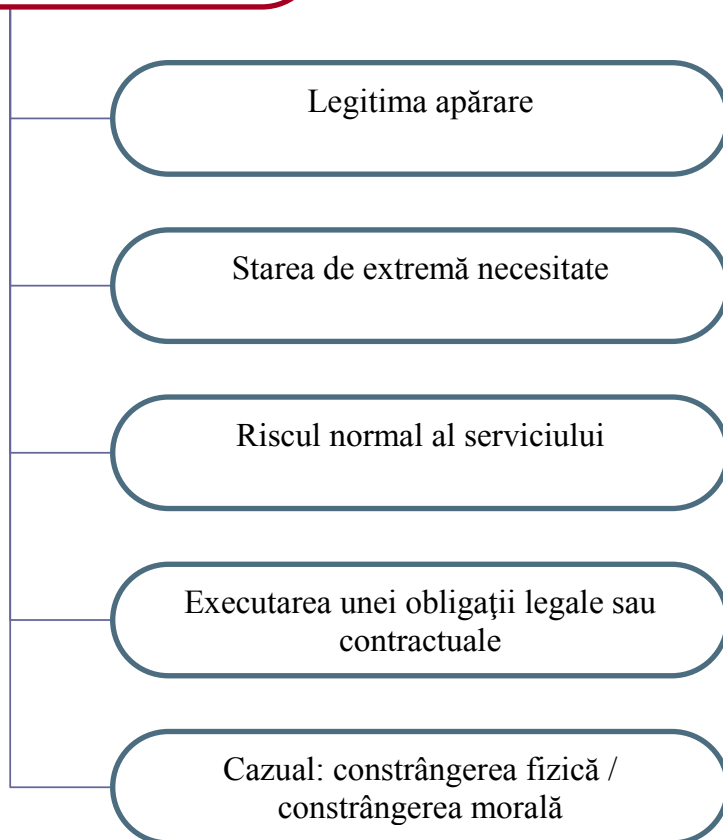 Legitima apărare
Starea de extremă necesitate
Riscul normal al serviciului
Executarea unei obligaţii legale sau
contractuale
Cazual: constrângerea fizică /
constrângerea morală